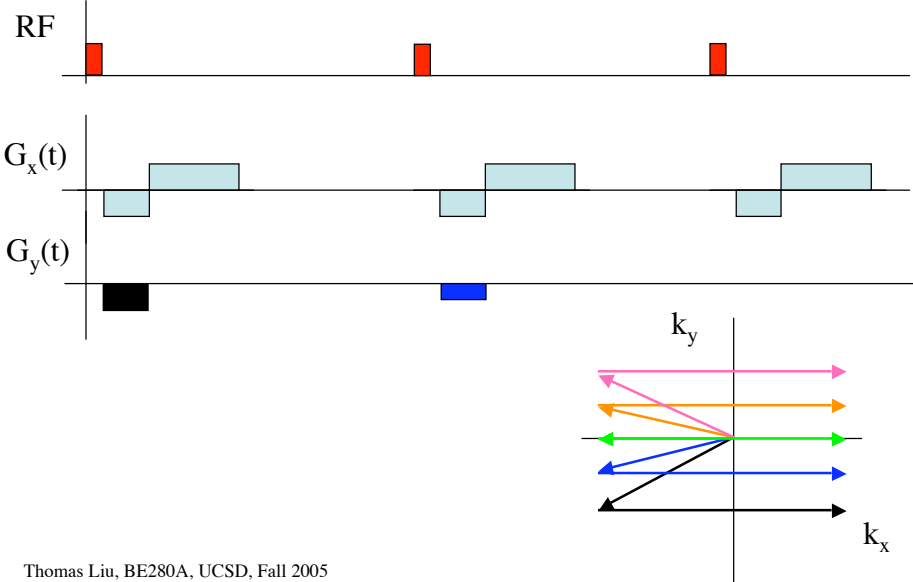 RF
Gx(t)
Gy(t)
ky
kx
Thomas Liu, BE280A, UCSD, Fall 2005